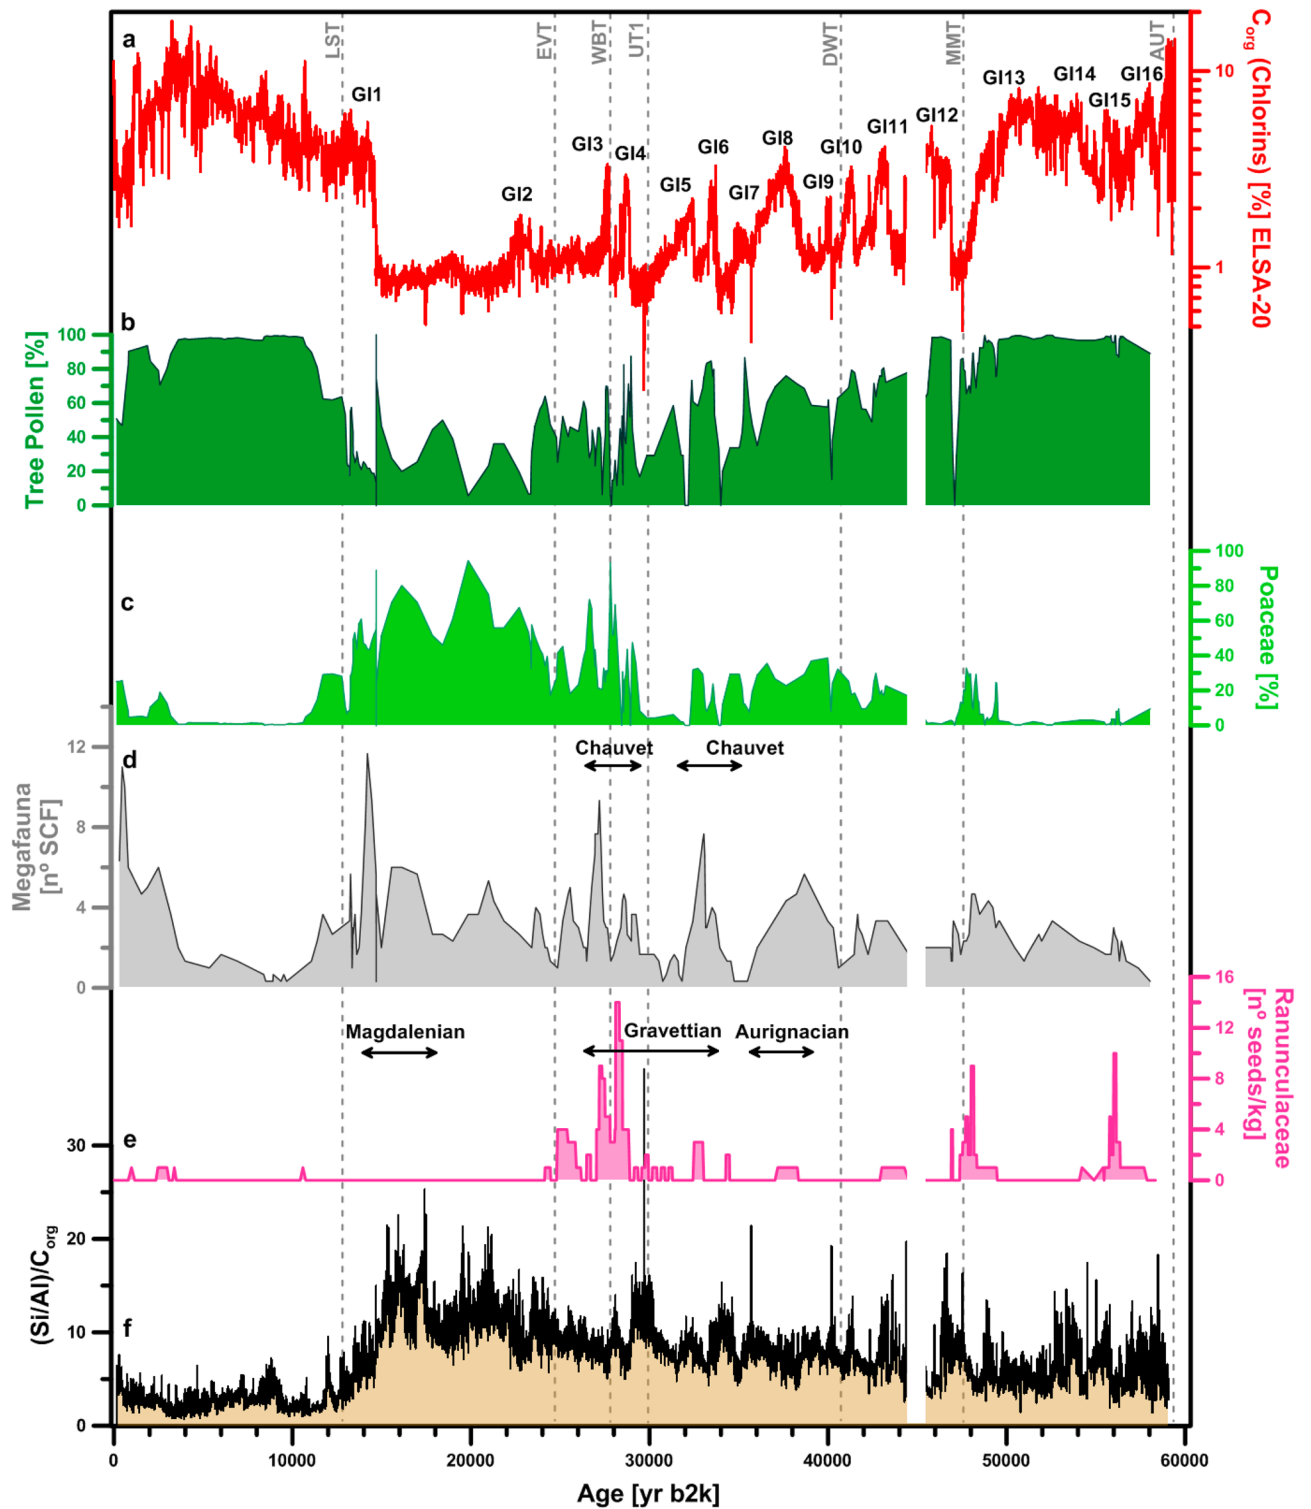 a
LST
EVT
WBT
UT1
DWT
MMT
AUT
GI1
GI2
GI3
GI4
GI5
GI6
GI7
GI8
GI9
GI10
GI11
GI12
GI13
GI14
GI15
GI16
10
1
Corg (Chlorins) [%] ELSA-20
b
100
80
60
40
20
0
Tree Pollen [%]
c
100
80
60
40
20
0
Poaceae [%]
d
Chauvet
Chauvet
12
8
4
0
Megafauna
[nº SCF]
Magdalenian
Gravettian
Aurignacian
e
16
12
8
4
0
Ranunculaceae
[nº seeds/kg]
f
30
20
10
0
(Si/Al)/Corg
0
10000
20000
30000
40000
50000
60000
Age [yr b2k]